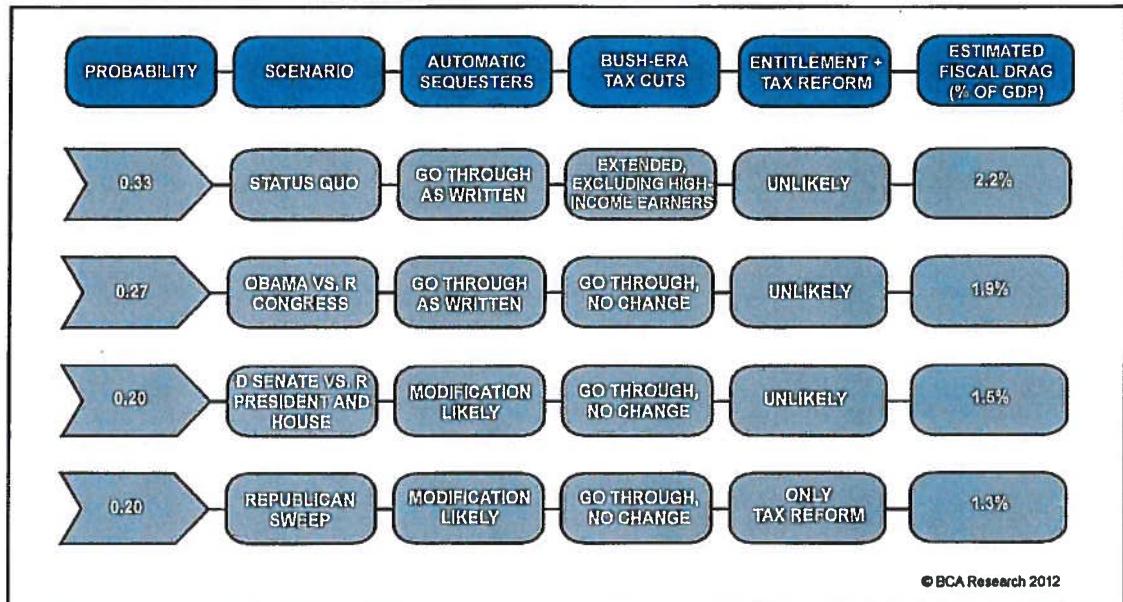 PROBABILITY
SCENARIO
AUTOMATIC
SEQUESTERS
BUSH-ERA
TAX CUTS
ENTITLEMENT +
TAX REFORM
ESTIMATED
FISCAL DRAG
(% OF GDP)
0.33
STATUS QUO
GO THROUGH
AS WRITTEN
EXTENDED,
EXCLUDING HIGH-
INCOME EARNERS
UNLIKELY
2.2%
0.27
OBAMA VS. R
CONGRESS
GO THROUGH
AS WRITTEN
GO THROUGH,
NO CHANGE
UNLIKELY
1.9%
0.20
D SENATE VS. R
PRESIDENT AND
HOUSE
MODIFICATION
LIKELY
GO THROUGH,
NO CHANGE
UNLIKELY
1.5%
0.20
REPUBLICAN
SWEEP
MODIFICATION
LIKELY
GO THROUGH,
NO CHANGE
ONLY
TAX REFORM
1.3%
© BCA Research 2012